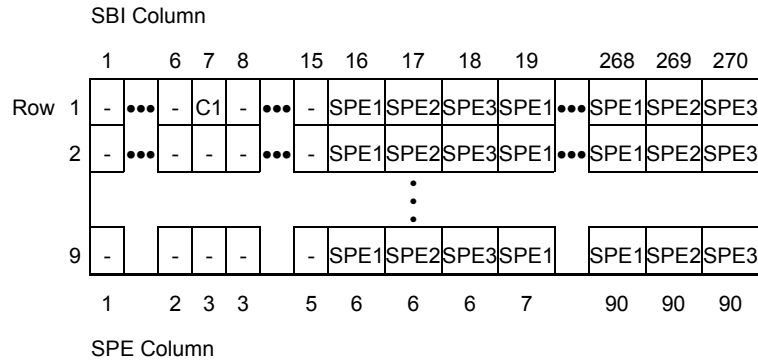 SBI Column
1 6 7 8 15 16 17 18 19 268 269 270
Row 1 - ••• - C1 - ••• - SPE1 SPE2 SPE3 SPE1 ••• SPE1 SPE2 SPE3
2 - ••• - - - ••• - SPE1 SPE2 SPE3 SPE1 ••• SPE1 SPE2 SPE3
•
•
•
9 - - - - - SPE1 SPE2 SPE3 SPE1 SPE1 SPE2 SPE3
1 2 3 3 5 6 6 6 7 90 90 90
SPE Column